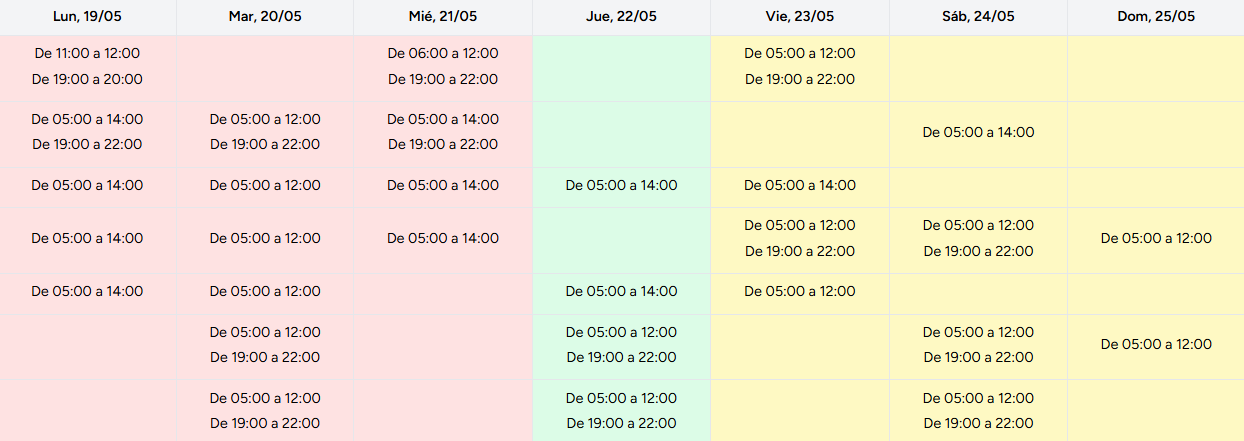 Lun, 19/05 Mar, 20/05 Mié, 21/05 Jue, 22/05 Vie, 23/05 Sáb, 24/05 Dom, 25/05
De 11:00 a 12:00 De 06:00 a 12:00 De 05:00 a 12:00
De 19:00 a 20:00 De 19:00 a 22:00 De 19:00 a 22:00
De 05:00 a 14:00 De 05:00 a 12:00 De 05:00 a 14:00
De 05:00 a 14:00
De 19:00 a 22:00 De 19:00 a 22:00 De 19:00 a 22:00
De 05:00 a 14:00 De 05:00 a 12:00 De 05:00 a 14:00 De 05:00 a 14:00 De 05:00 a 14:00
De 05:00 a 12:00 De 05:00 a 12:00
De 05:00 a 14:00 De 05:00 a 12:00 De 05:00 a 14:00 De 05:00 a 12:00
De 19:00 a 22:00 De 19:00 a 22:00
De 05:00 a 14:00 De 05:00 a 12:00 De 05:00 a 14:00 De 05:00 a 12:00
De 05:00 a 12:00 De 05:00 a 12:00 De 05:00 a 12:00
De 05:00 a 12:00
De 19:00 a 22:00 De 19:00 a 22:00 De 19:00 a 22:00
De 05:00 a 12:00 De 05:00 a 12:00 De 05:00 a 12:00
De 19:00 a 22:00 De 19:00 a 22:00 De 19:00 a 22:00